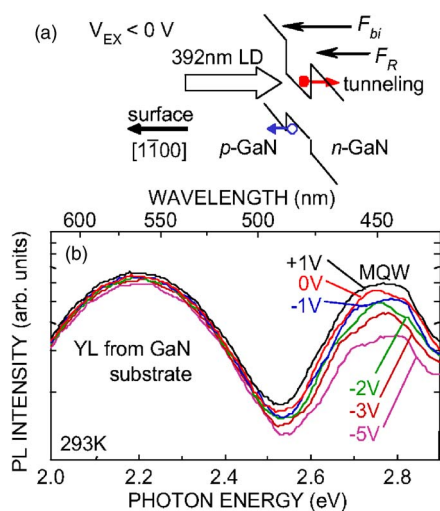 (a) V_EX < 0 V
F_bi
F_R
392nm LD
tunneling
surface
[11̄00]
p-GaN
n-GaN
WAVELENGTH (nm)
600 550 500 450
(b)
+1V MQW
0V
-1V
YL from GaN
substrate
-2V
-3V
-5V
293K
2.0 2.2 2.4 2.6 2.8
PHOTON ENERGY (eV)
PL INTENSITY (arb. units)